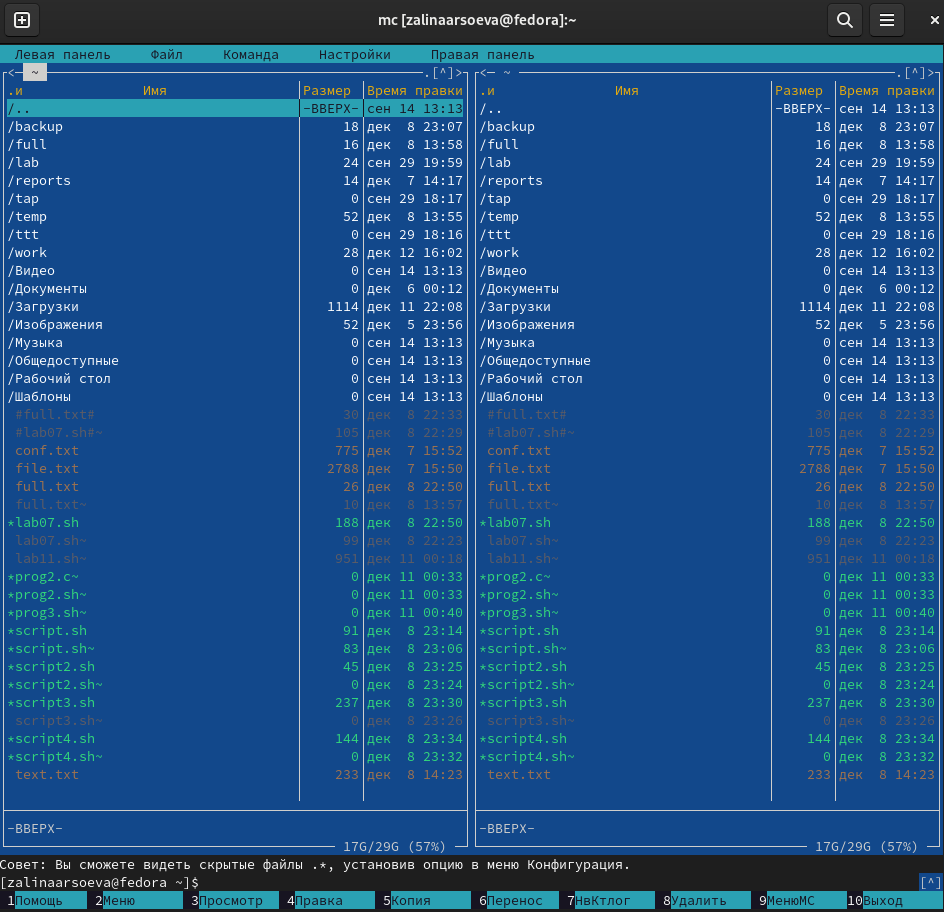 mc [zalinaarsoeva@fedora]:~
Левая панель Файл Команда Настройки Правая панель
<— ~ .[^]> <— ~ .[^]>
.и Имя Размер Время правки .и Имя Размер Время правки
/.. -ВВЕРХ- сен 14 13:13 /.. -ВВЕРХ- сен 14 13:13
/backup 18 дек 8 23:07 /backup 18 дек 8 23:07
/full 16 дек 8 13:58 /full 16 дек 8 13:58
/lab 24 сен 29 19:59 /lab 24 сен 29 19:59
/reports 14 дек 7 14:17 /reports 14 дек 7 14:17
/tap 0 сен 29 18:17 /tap 0 сен 29 18:17
/temp 52 дек 8 13:55 /temp 52 дек 8 13:55
/ttt 0 сен 29 18:16 /ttt 0 сен 29 18:16
/work 28 дек 12 16:02 /work 28 дек 12 16:02
/Видео 0 сен 14 13:13 /Видео 0 сен 14 13:13
/Документы 0 дек 6 00:12 /Документы 0 дек 6 00:12
/Загрузки 1114 дек 11 22:08 /Загрузки 1114 дек 11 22:08
/Изображения 52 дек 5 23:56 /Изображения 52 дек 5 23:56
/Музыка 0 сен 14 13:13 /Музыка 0 сен 14 13:13
/Общедоступные 0 сен 14 13:13 /Общедоступные 0 сен 14 13:13
/Рабочий стол 0 сен 14 13:13 /Рабочий стол 0 сен 14 13:13
/Шаблоны 0 сен 14 13:13 /Шаблоны 0 сен 14 13:13
#full.txt# 30 дек 8 22:33 #full.txt# 30 дек 8 22:33
#lab07.sh#~ 105 дек 8 22:29 #lab07.sh#~ 105 дек 8 22:29
conf.txt 775 дек 7 15:52 conf.txt 775 дек 7 15:52
file.txt 2788 дек 7 15:50 file.txt 2788 дек 7 15:50
full.txt 26 дек 8 22:50 full.txt 26 дек 8 22:50
full.txt~ 10 дек 8 13:57 full.txt~ 10 дек 8 13:57
*lab07.sh 188 дек 8 22:50 *lab07.sh 188 дек 8 22:50
lab07.sh~ 99 дек 8 22:23 lab07.sh~ 99 дек 8 22:23
lab11.sh~ 951 дек 11 00:18 lab11.sh~ 951 дек 11 00:18
*prog2.c~ 0 дек 11 00:33 *prog2.c~ 0 дек 11 00:33
*prog2.sh~ 0 дек 11 00:33 *prog2.sh~ 0 дек 11 00:33
*prog3.sh~ 0 дек 11 00:40 *prog3.sh~ 0 дек 11 00:40
*script.sh 91 дек 8 23:14 *script.sh 91 дек 8 23:14
*script.sh~ 83 дек 8 23:06 *script.sh~ 83 дек 8 23:06
*script2.sh 45 дек 8 23:25 *script2.sh 45 дек 8 23:25
*script2.sh~ 0 дек 8 23:24 *script2.sh~ 0 дек 8 23:24
*script3.sh 237 дек 8 23:30 *script3.sh 237 дек 8 23:30
script3.sh~ 0 дек 8 23:26 script3.sh~ 0 дек 8 23:26
*script4.sh 144 дек 8 23:34 *script4.sh 144 дек 8 23:34
*script4.sh~ 0 дек 8 23:32 *script4.sh~ 0 дек 8 23:32
text.txt 233 дек 8 14:23 text.txt 233 дек 8 14:23
-ВВЕРХ- -ВВЕРХ-
17G/29G (57%) 17G/29G (57%)
Совет: Вы сможете видеть скрытые файлы .*, установив опцию в меню Конфигурация.
[zalinaarsoeva@fedora ~]$ [^]
1Помощь 2Меню 3Просмотр 4Правка 5Копия 6Перенос 7НвКтлог 8Удалить 9МенюMC 10Выход